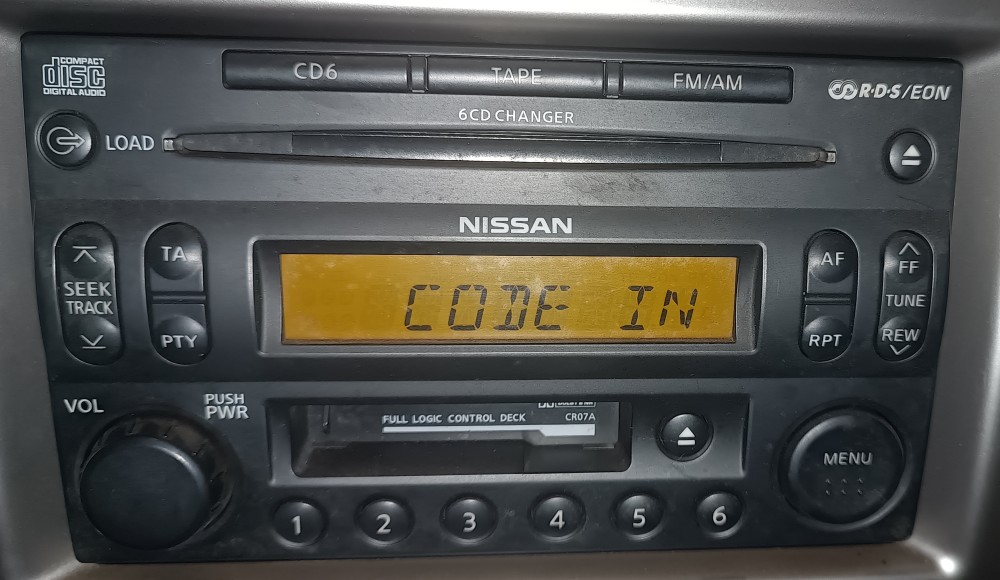 COMPACT
disc
DIGITAL AUDIO
CD6 TAPE FM/AM
R·D·S/EON
6CD CHANGER
LOAD
NISSAN
TA
SEEK
TRACK
PTY
CODE IN
AF
RPT
FF
TUNE
REW
VOL
PUSH
PWR
FULL LOGIC CONTROL DECK CR07A
MENU
1 2 3 4 5 6